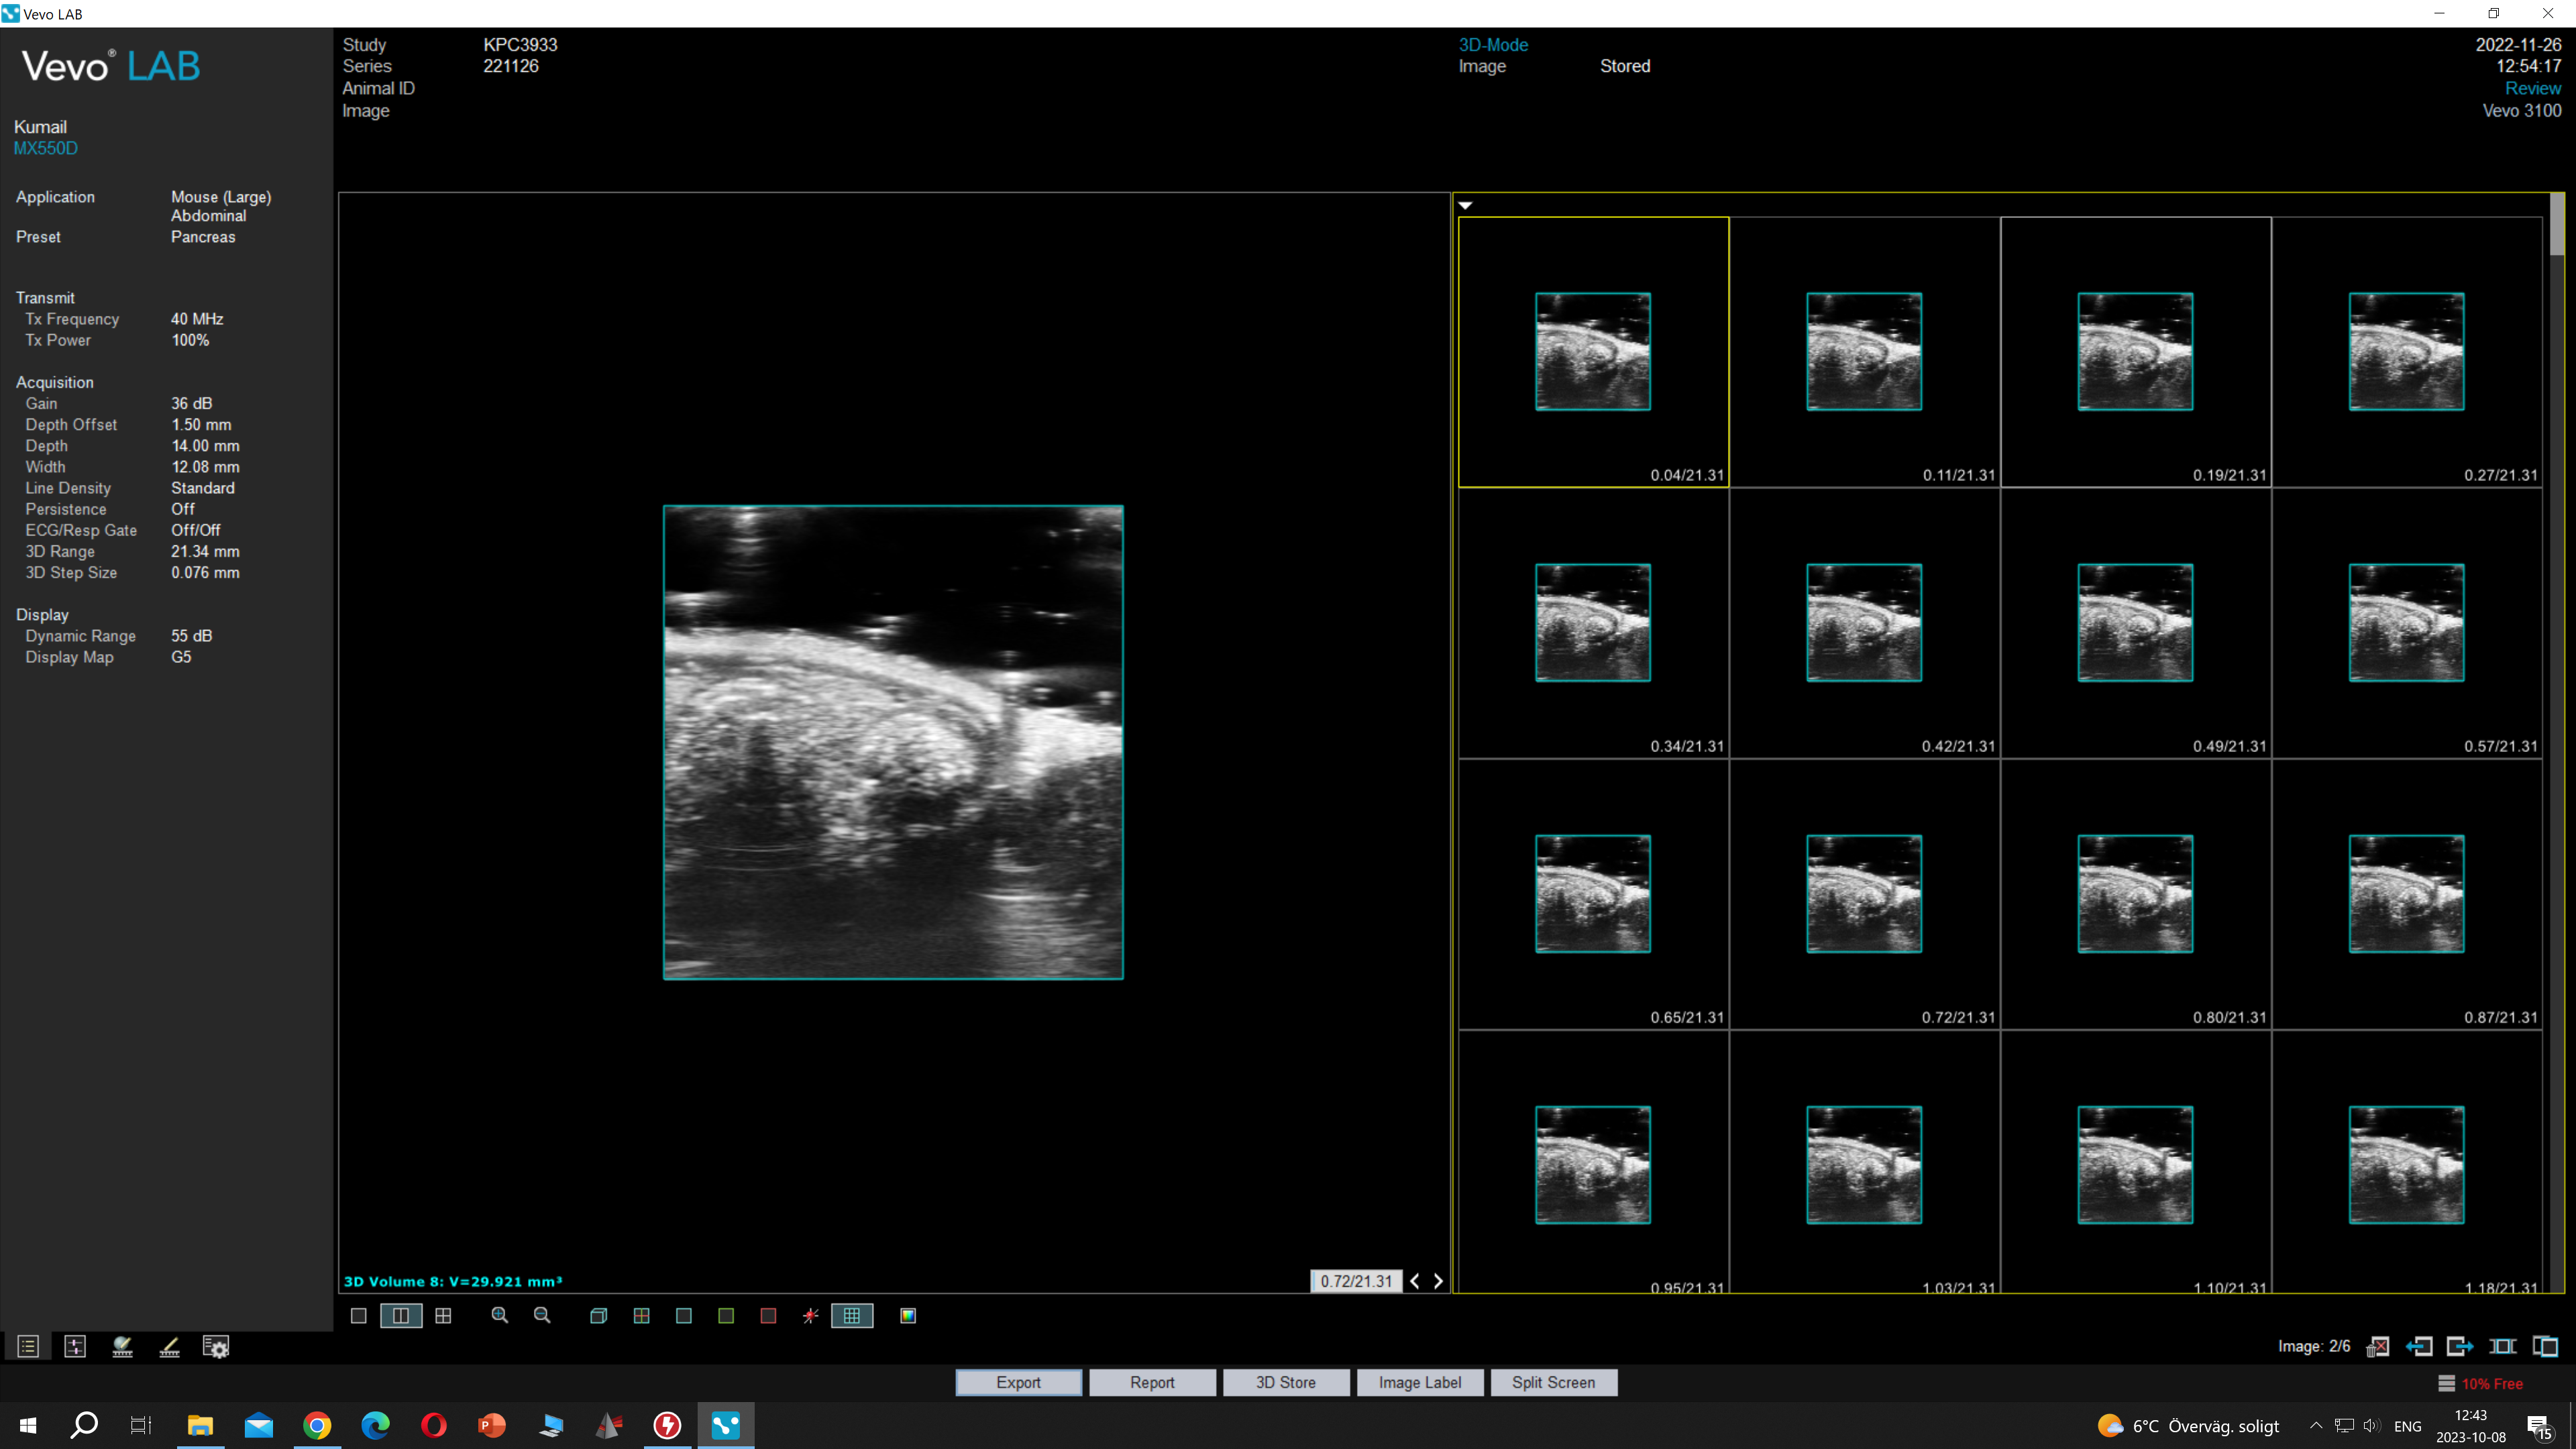 Vevo LAB
Vevo® LAB
Kumail
MX550D
Application Mouse (Large)
Abdominal
Preset Pancreas
Transmit
Tx Frequency 40 MHz
Tx Power 100%
Acquisition
Gain 36 dB
Depth Offset 1.50 mm
Depth 14.00 mm
Width 12.08 mm
Line Density Standard
Persistence Off
ECG/Resp Gate Off/Off
3D Range 21.34 mm
3D Step Size 0.076 mm
Display
Dynamic Range 55 dB
Display Map G5
Study KPC3933
Series 221126
Animal ID
Image
3D-Mode
Image Stored
2022-11-26
12:54:17
Review
Vevo 3100
0.04/21.31 0.11/21.31 0.19/21.31 0.27/21.31
0.34/21.31 0.42/21.31 0.49/21.31 0.57/21.31
0.65/21.31 0.72/21.31 0.80/21.31 0.87/21.31
0.95/21.31 1.03/21.31 1.10/21.31 1.18/21.31
3D Volume 8: V=29.921 mm³
0.72/21.31
Image: 2/6
Export Report 3D Store Image Label Split Screen
10% Free
6°C Överväg. soligt
ENG
12:43
2023-10-08
15